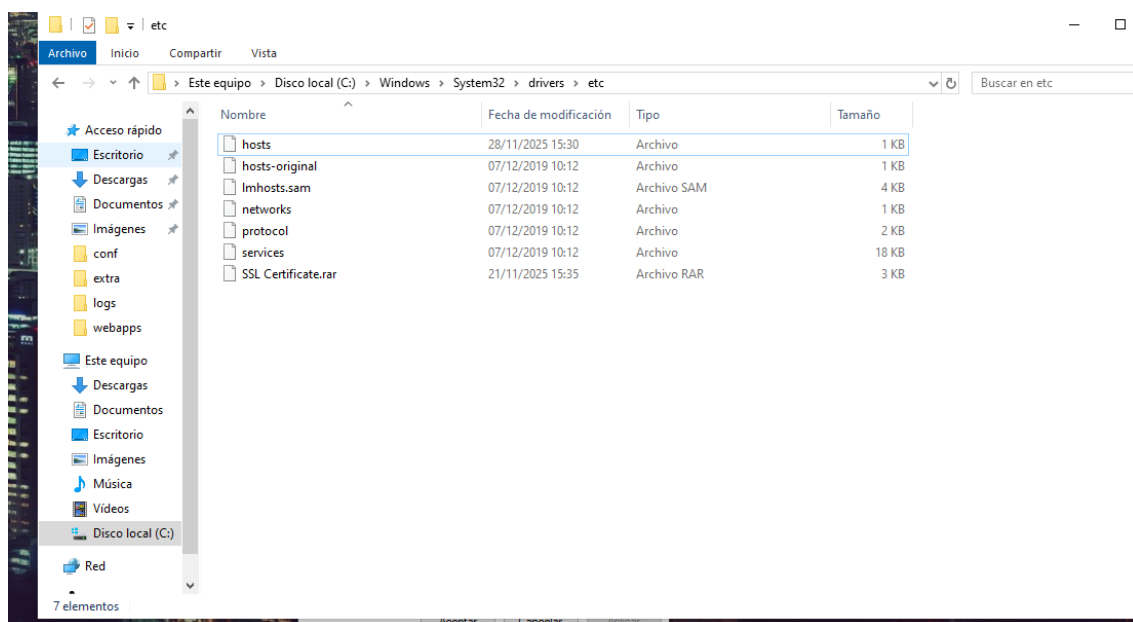 etc
Archivo Inicio Compartir Vista
Este equipo > Disco local (C:) > Windows > System32 > drivers > etc
Buscar en etc
Nombre Fecha de modificación Tipo Tamaño
Acceso rápido
Escritorio
Descargas
Documentos
Imágenes
conf
extra
logs
webapps
Este equipo
Descargas
Documentos
Escritorio
Imágenes
Música
Vídeos
Disco local (C:)
Red
hosts 28/11/2025 15:30 Archivo 1 KB
hosts-original 07/12/2019 10:12 Archivo 1 KB
lmhosts.sam 07/12/2019 10:12 Archivo SAM 4 KB
networks 07/12/2019 10:12 Archivo 1 KB
protocol 07/12/2019 10:12 Archivo 2 KB
services 07/12/2019 10:12 Archivo 18 KB
SSL Certificate.rar 21/11/2025 15:35 Archivo RAR 3 KB
7 elementos